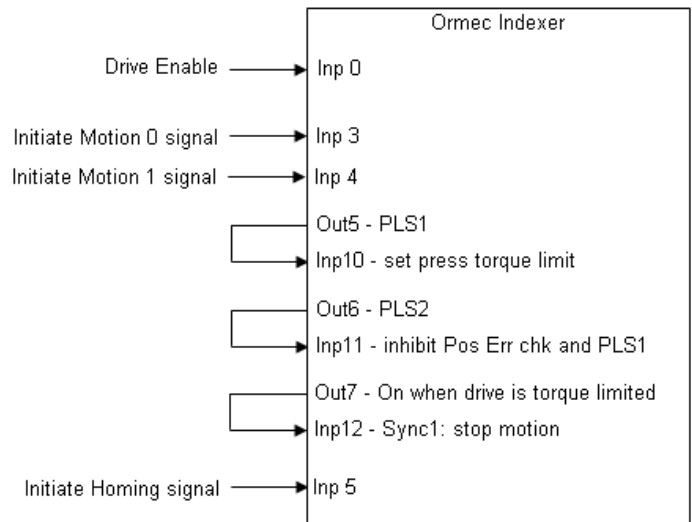 Ormec Indexer
Drive Enable Inp 0
Initiate Motion 0 signal Inp 3
Initiate Motion 1 signal Inp 4
Out5 - PLS1
Inp10 - set press torque limit
Out6 - PLS2
Inp11 - inhibit Pos Err chk and PLS1
Out7 - On when drive is torque limited
Inp12 - Sync1: stop motion
Initiate Homing signal Inp 5